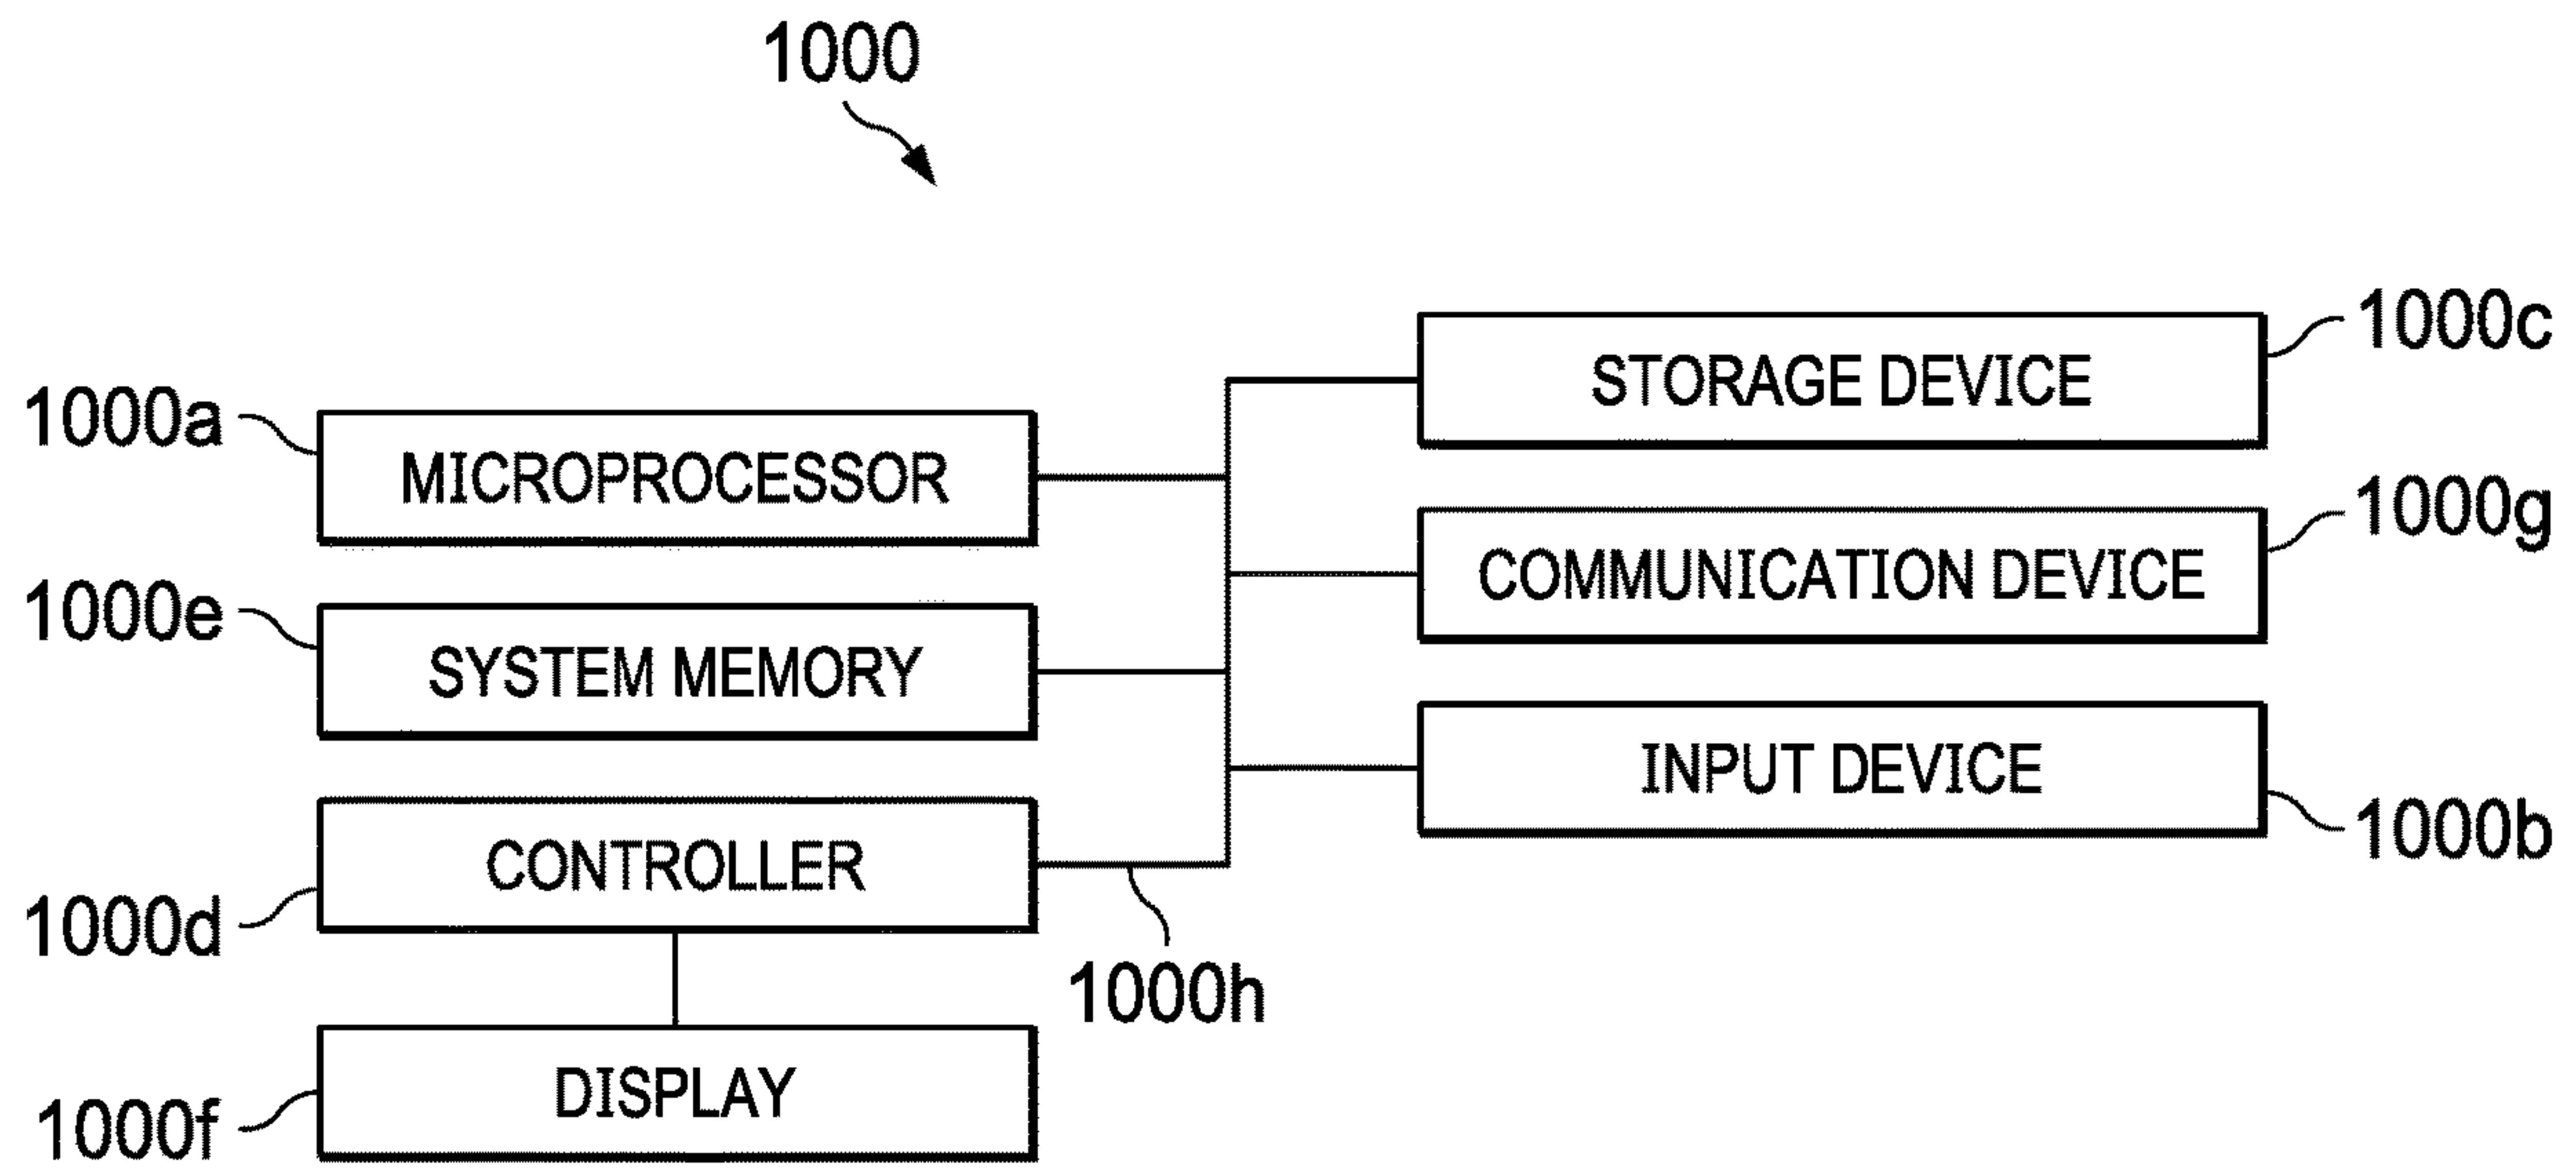 1000
1000c
STORAGE DEVICE
1000a
MICROPROCESSOR
1000g
COMMUNICATION DEVICE
1000e
SYSTEM MEMORY
INPUT DEVICE
1000b
CONTROLLER
1000d
1000h
DISPLAY
1000f